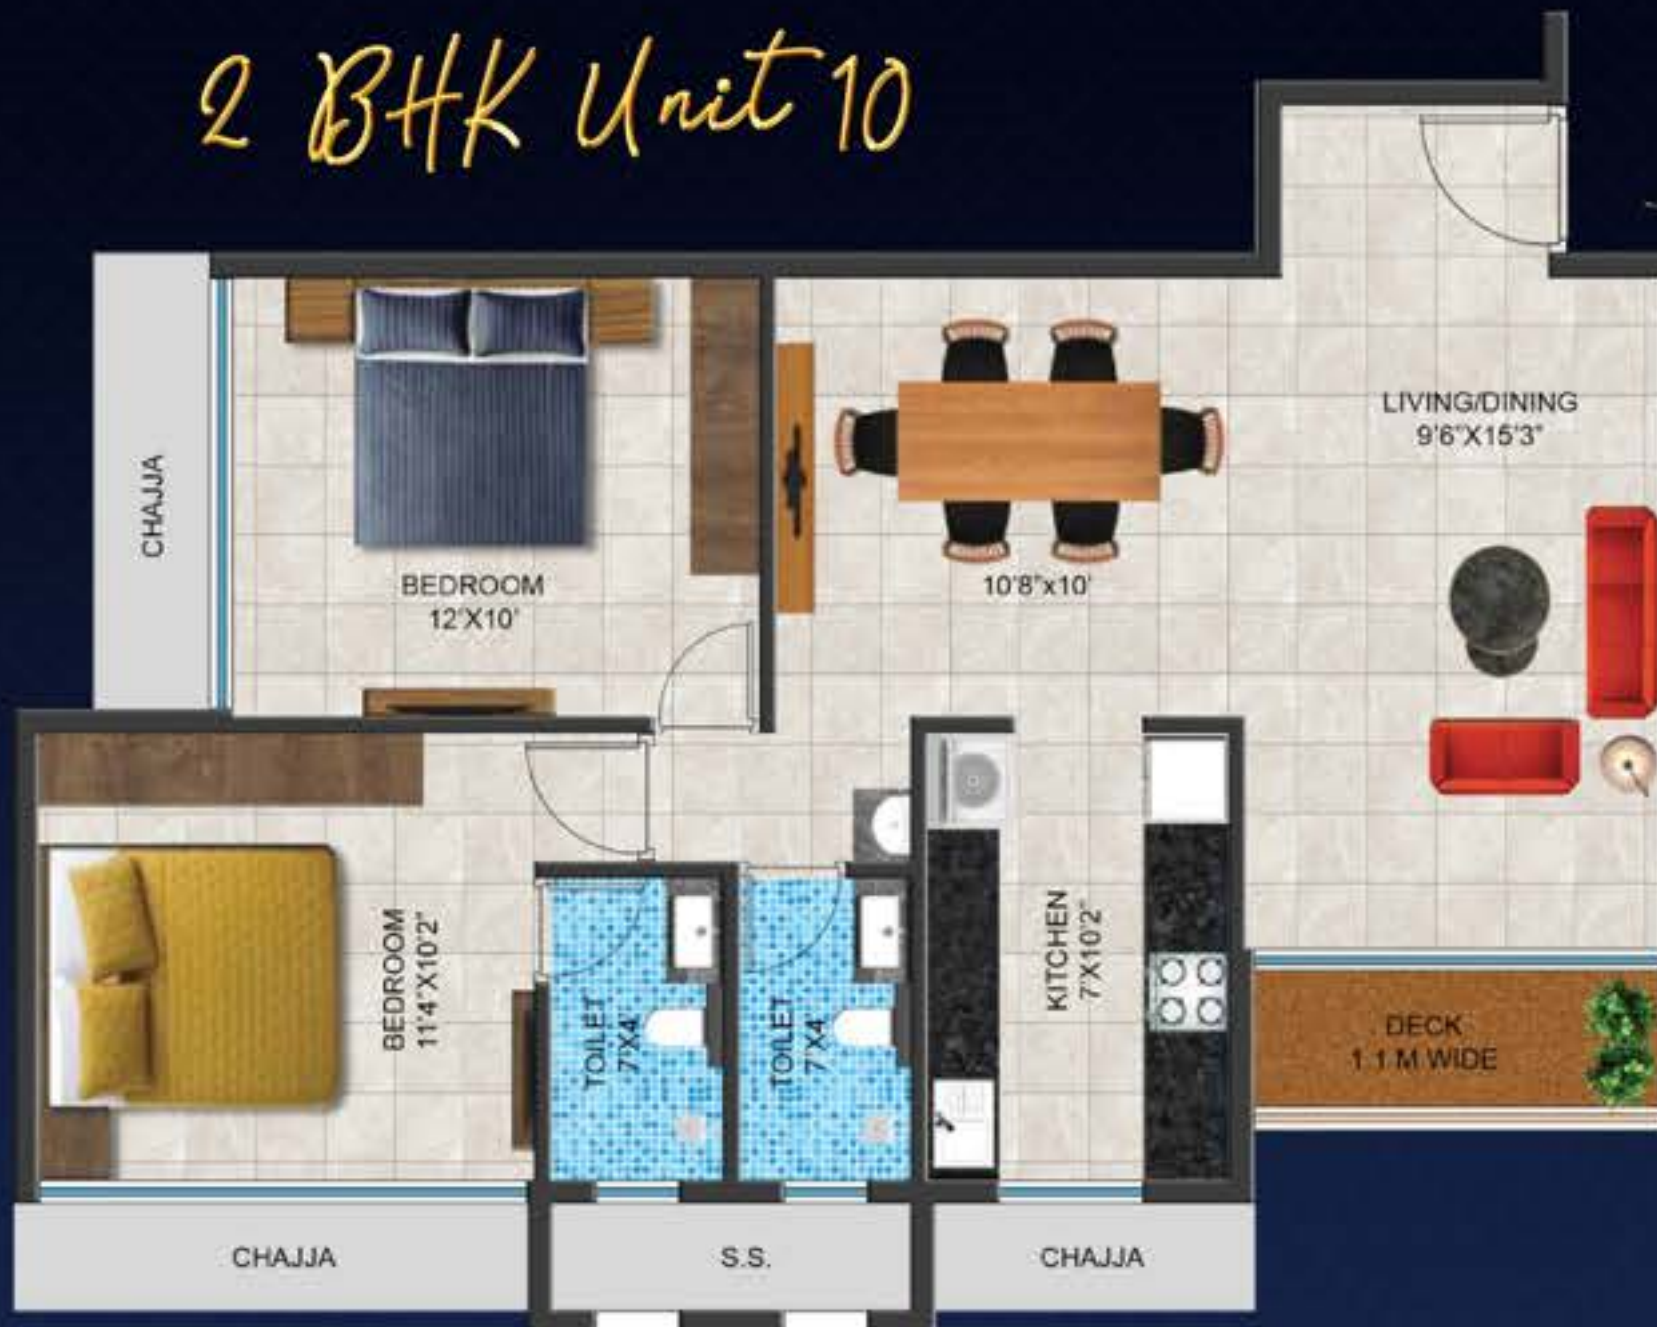 2 BHK Unit 10
LIVING/DINING
9'6"X15'3"
CHAJJA
BEDROOM
12'X10'
10'8"x10'
BEDROOM
11'4"X10'2"
TOILET
7'X4'
TOILET
7'X4'
KITCHEN
7'X10'2"
DECK
1.1 M WIDE
CHAJJA
S.S.
CHAJJA